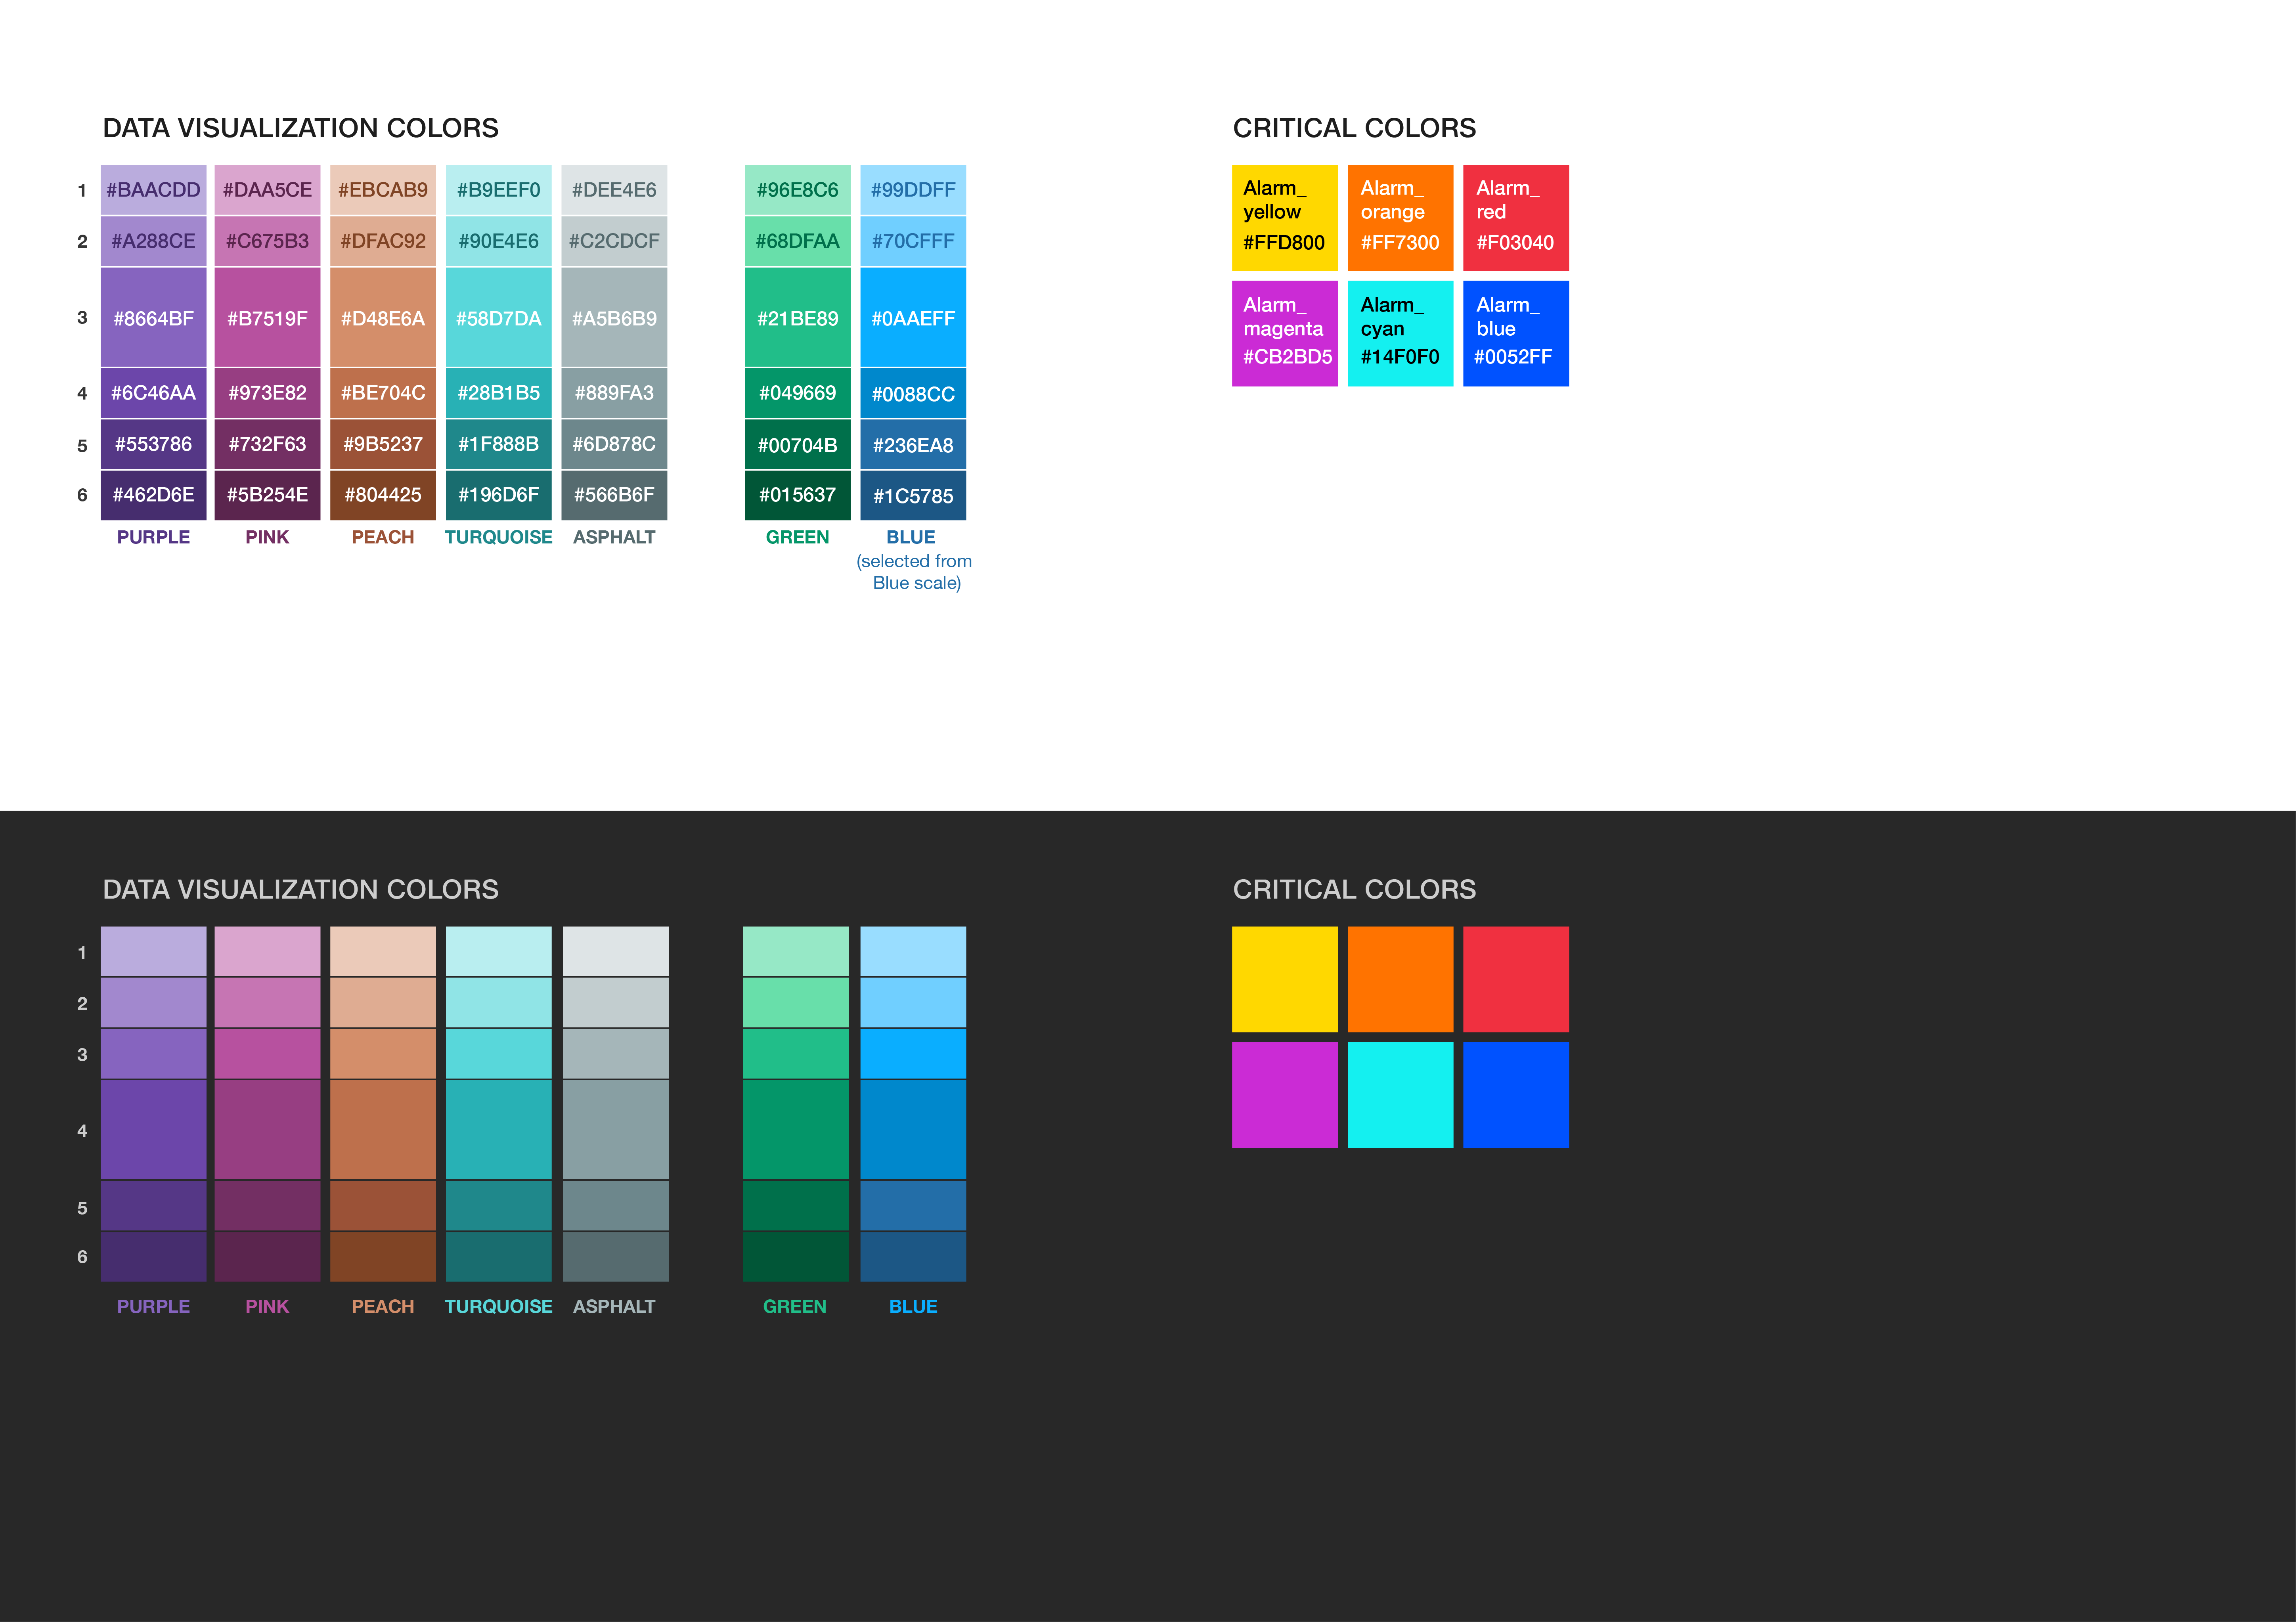 DATA VISUALIZATION COLORS
1 #BAACDD #DAA5CE #EBCAB9 #B9EEF0 #DEE4E6 #96E8C6 #99DDFF
2 #A288CE #C675B3 #DFAC92 #90E4E6 #C2CDCF #68DFAA #70CFFF
3 #8664BF #B7519F #D48E6A #58D7DA #A5B6B9 #21BE89 #0AAEFF
4 #6C46AA #973E82 #BE704C #28B1B5 #889FA3 #049669 #0088CC
5 #553786 #732F63 #9B5237 #1F888B #6D878C #00704B #236EA8
6 #462D6E #5B254E #804425 #196D6F #566B6F #015637 #1C5785
PURPLE PINK PEACH TURQUOISE ASPHALT GREEN BLUE
(selected from
Blue scale)
CRITICAL COLORS
Alarm_
yellow
#FFD800
Alarm_
orange
#FF7300
Alarm_
red
#F03040
Alarm_
magenta
#CB2BD5
Alarm_
cyan
#14F0F0
Alarm_
blue
#0052FF
DATA VISUALIZATION COLORS
1
2
3
4
5
6
PURPLE PINK PEACH TURQUOISE ASPHALT GREEN BLUE
CRITICAL COLORS